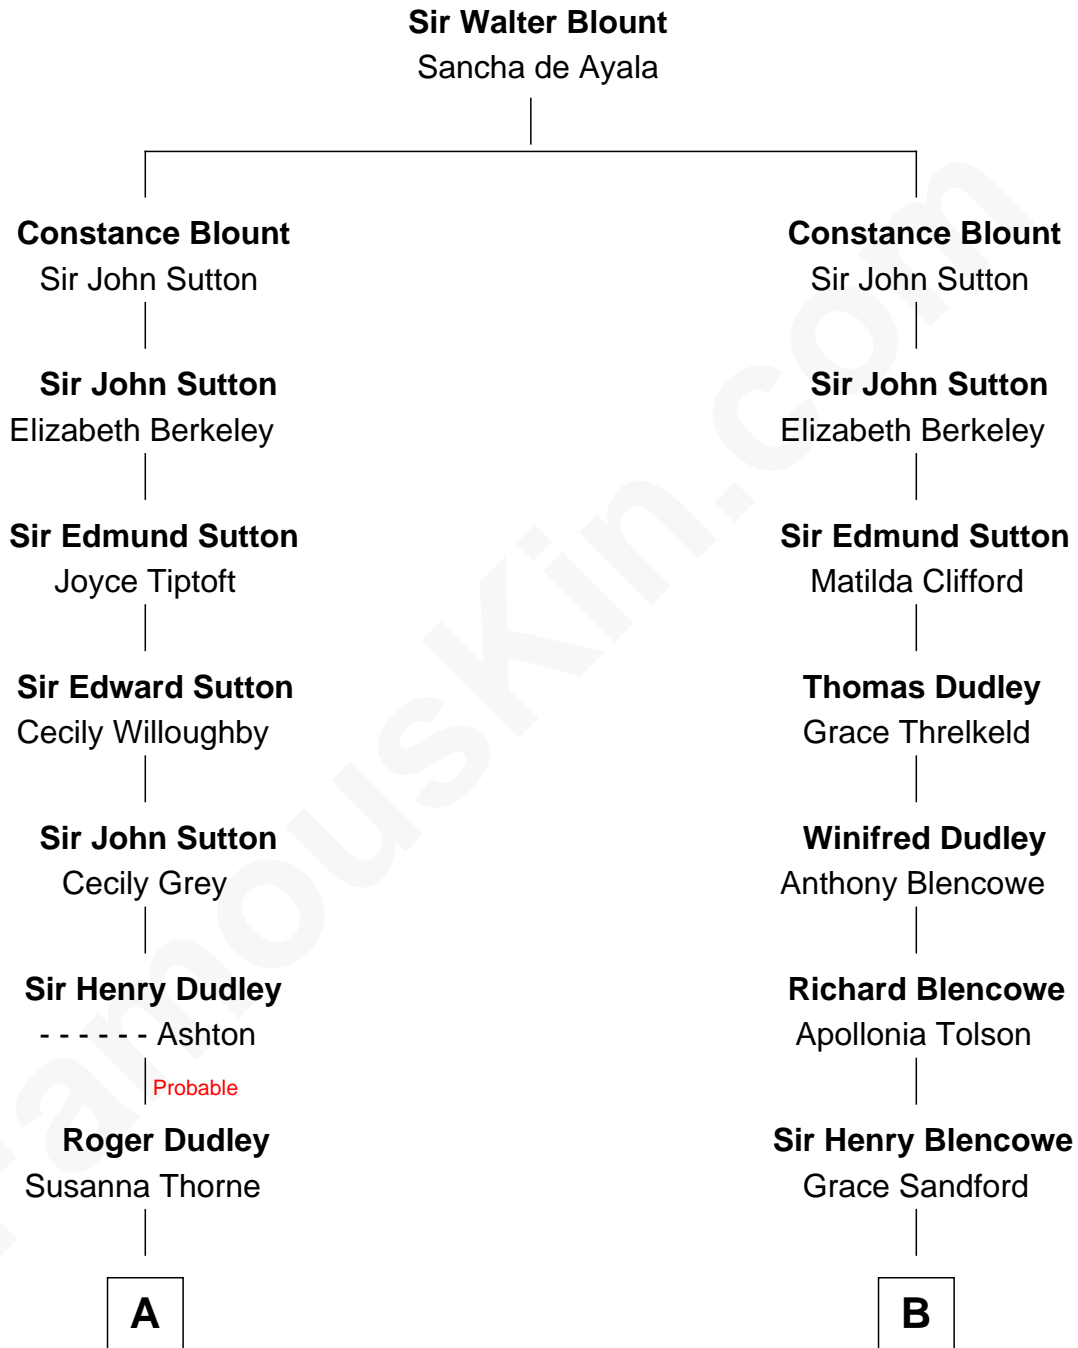 Sir Walter Blount
Sancha de Ayala
Constance Blount
Sir John Sutton
Sir John Sutton
Elizabeth Berkeley
Sir Edmund Sutton
Joyce Tiptoft
Sir Edward Sutton
Cecily Willoughby
Sir John Sutton
Cecily Grey
Sir Henry Dudley
- - - - - - Ashton
Probable
Roger Dudley
Susanna Thorne
A
Constance Blount
Sir John Sutton
Sir John Sutton
Elizabeth Berkeley
Sir Edmund Sutton
Matilda Clifford
Thomas Dudley
Grace Threlkeld
Winifred Dudley
Anthony Blencowe
Richard Blencowe
Apollonia Tolson
Sir Henry Blencowe
Grace Sandford
B
FamousKin.com